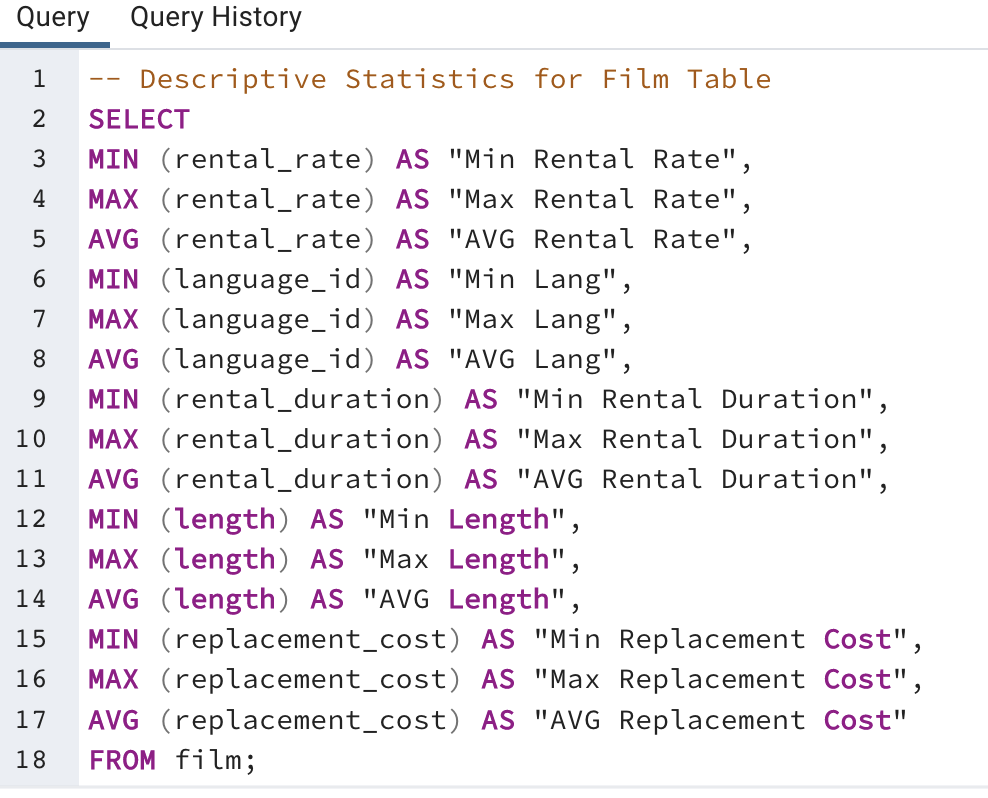 Query Query History
1 -- Descriptive Statistics for Film Table
2 SELECT
3 MIN (rental_rate) AS "Min Rental Rate",
4 MAX (rental_rate) AS "Max Rental Rate",
5 AVG (rental_rate) AS "AVG Rental Rate",
6 MIN (language_id) AS "Min Lang",
7 MAX (language_id) AS "Max Lang",
8 AVG (language_id) AS "AVG Lang",
9 MIN (rental_duration) AS "Min Rental Duration",
10 MAX (rental_duration) AS "Max Rental Duration",
11 AVG (rental_duration) AS "AVG Rental Duration",
12 MIN (length) AS "Min Length",
13 MAX (length) AS "Max Length",
14 AVG (length) AS "AVG Length",
15 MIN (replacement_cost) AS "Min Replacement Cost",
16 MAX (replacement_cost) AS "Max Replacement Cost",
17 AVG (replacement_cost) AS "AVG Replacement Cost"
18 FROM film;